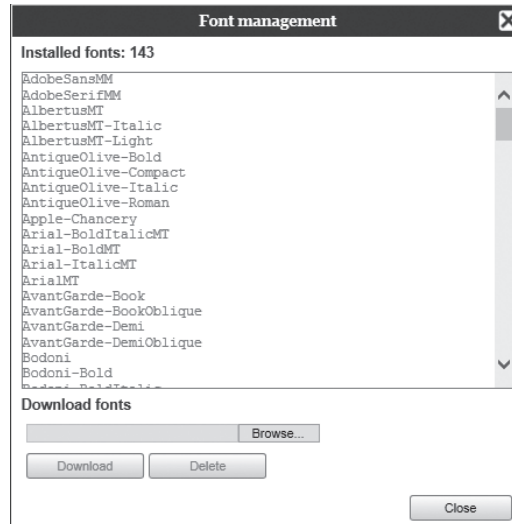 Font management
Installed fonts: 143
AdobeSansMM
AdobeSerifMM
AlbertusMT
AlbertusMT-Italic
AlbertusMT-Light
AntiqueOlive-Bold
AntiqueOlive-Compact
AntiqueOlive-Italic
AntiqueOlive-Roman
Apple-Chancery
Arial-BoldItalicMT
Arial-BoldMT
Arial-ItalicMT
ArialMT
AvantGarde-Book
AvantGarde-BookOblique
AvantGarde-Demi
AvantGarde-DemiOblique
Bodoni
Bodoni-Bold
Bodoni-BoldItalic
Download fonts
Browse...
Download Delete
Close